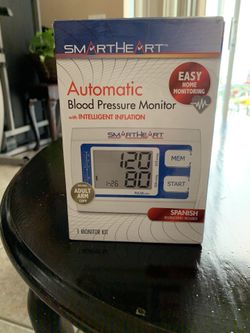 SMARTHEART
EASY
HOME
MONITORING
Automatic
Blood Pressure Monitor
with INTELLIGENT INFLATION
SMARTHEART
120
80
MEM
START
ADULT
ARM
CUFF
SPANISH
1 MONITOR KIT